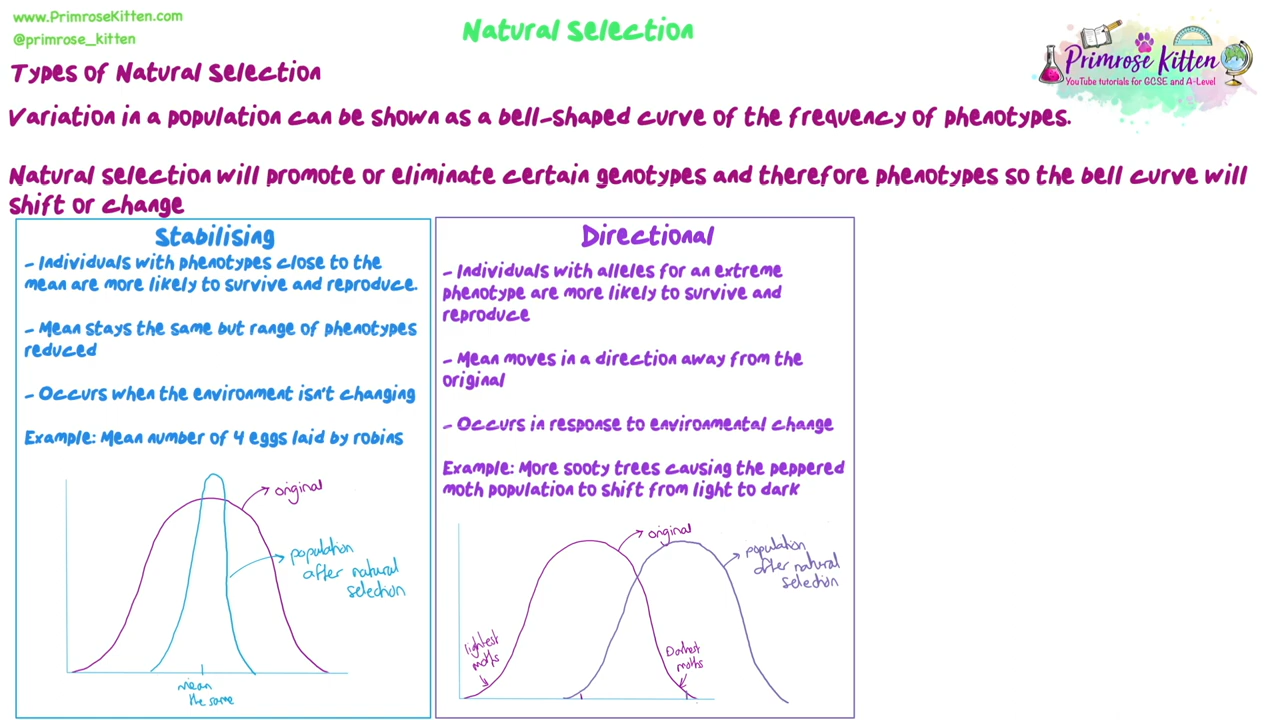 www.PrimroseKitten.com
@primrose_kitten
Natural Selection
Primrose Kitten
YouTube tutorials for GCSE and A-Level
Types of Natural Selection
Variation in a population can be shown as a bell-shaped curve of the frequency of phenotypes.
Natural selection will promote or eliminate certain genotypes and therefore phenotypes so the bell curve will
shift or change
Stabilising
- Individuals with phenotypes close to the
mean are more likely to survive and reproduce.
- Mean stays the same but range of phenotypes
reduced
- Occurs when the environment isn't changing
Example: Mean number of 4 eggs laid by robins
original
population
after natural
selection
mean
the same
Directional
- Individuals with alleles for an extreme
phenotype are more likely to survive and
reproduce
- Mean moves in a direction away from the
original
- Occurs in response to environmental change
Example: More sooty trees causing the peppered
moth population to shift from light to dark
original
population
after natural
selection
lightest
moths
Darkest
moths